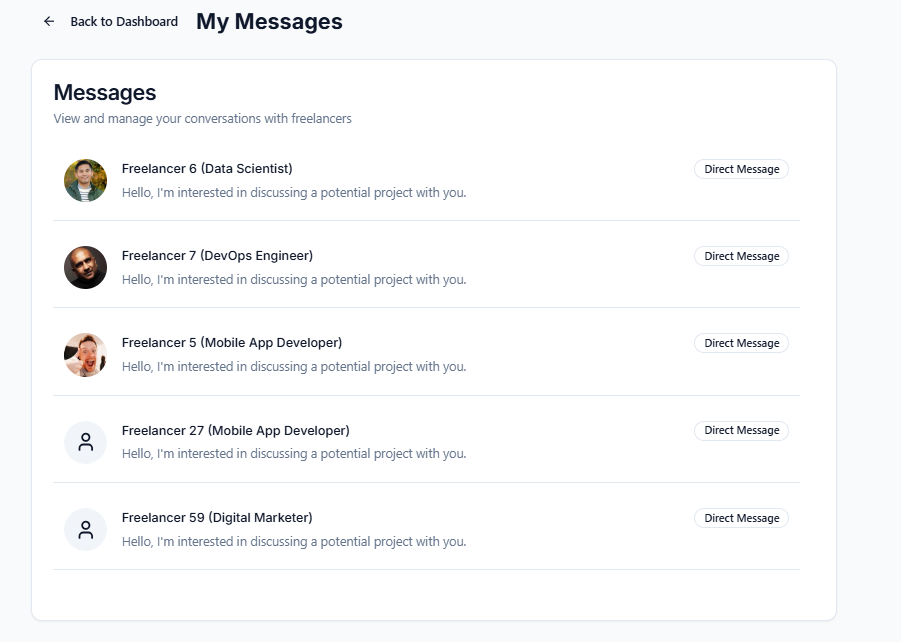 Back to Dashboard My Messages
Messages
View and manage your conversations with freelancers
Freelancer 6 (Data Scientist) Direct Message
Hello, I'm interested in discussing a potential project with you.
Freelancer 7 (DevOps Engineer) Direct Message
Hello, I'm interested in discussing a potential project with you.
Freelancer 5 (Mobile App Developer) Direct Message
Hello, I'm interested in discussing a potential project with you.
Freelancer 27 (Mobile App Developer) Direct Message
Hello, I'm interested in discussing a potential project with you.
Freelancer 59 (Digital Marketer) Direct Message
Hello, I'm interested in discussing a potential project with you.